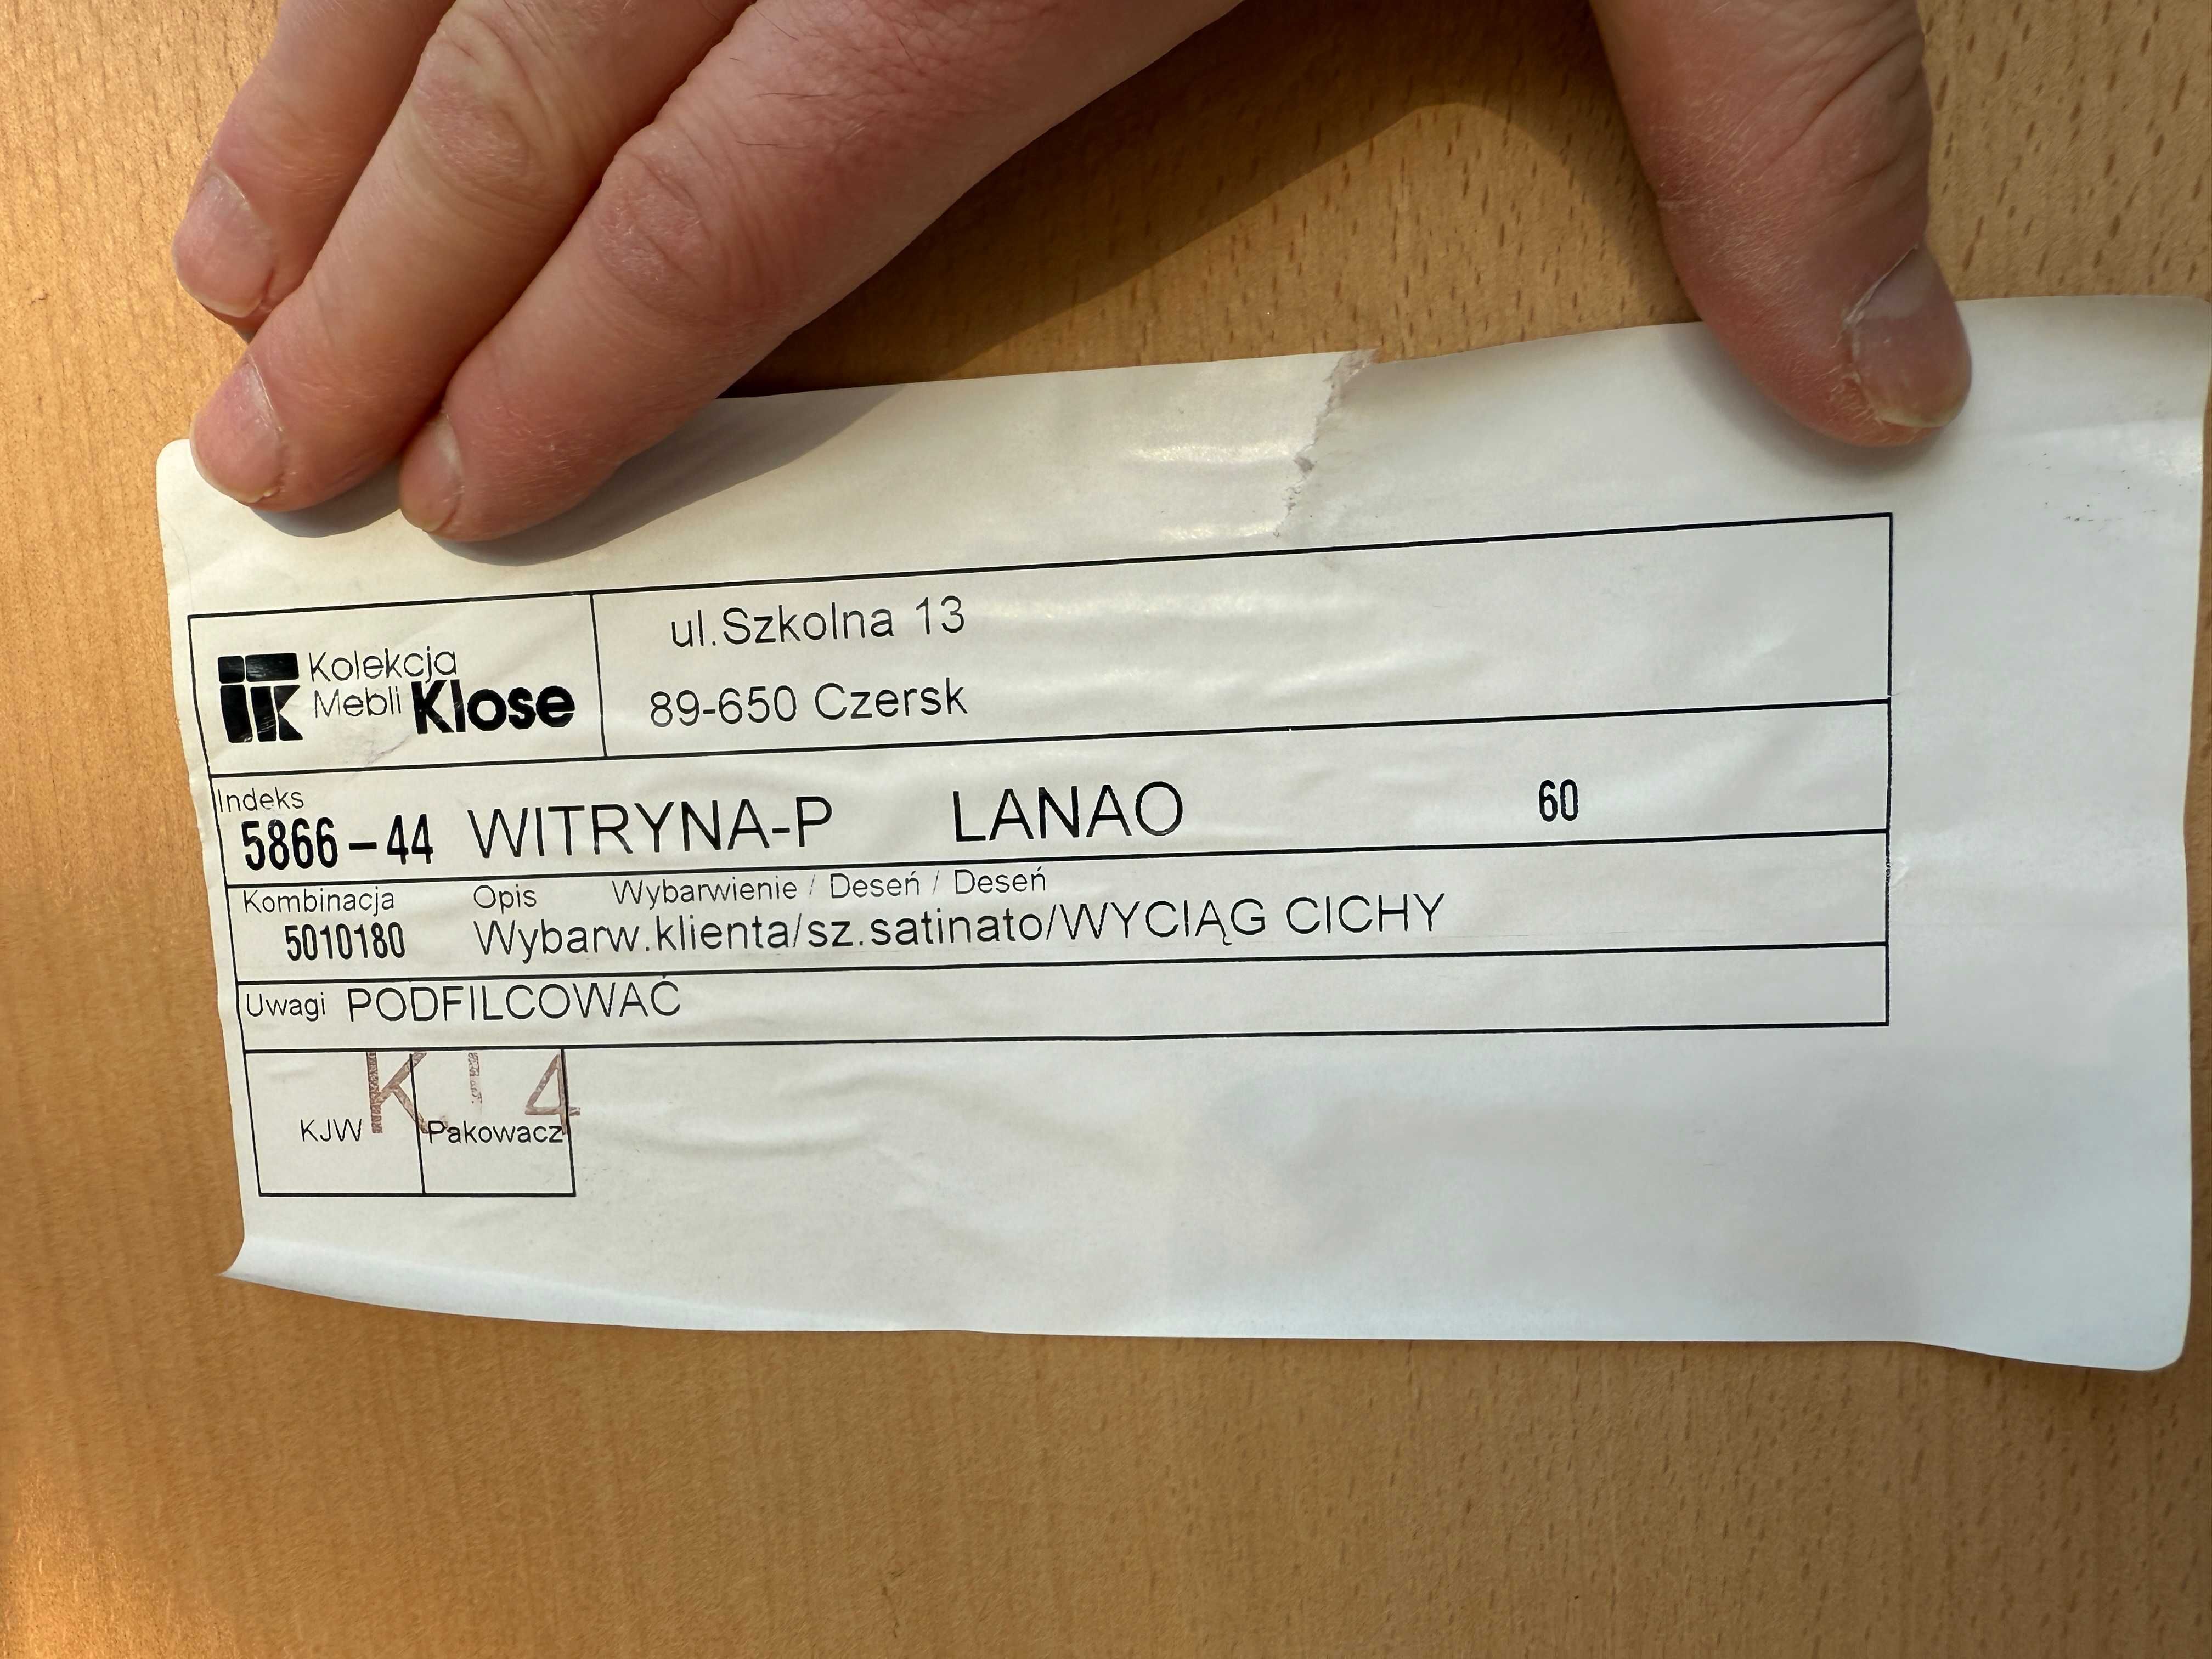 Kolekcja
Mebli Klose
ul.Szkolna 13
89-650 Czersk
Indeks
5866-44 WITRYNA-P LANAO 60
Kombinacja Opis Wybarwienie / Deseń / Deseń
5010180 Wybarw.klienta/sz.satinato/WYCIĄG CICHY
Uwagi PODFILCOWAĆ
K 14
KJW Pakowacz